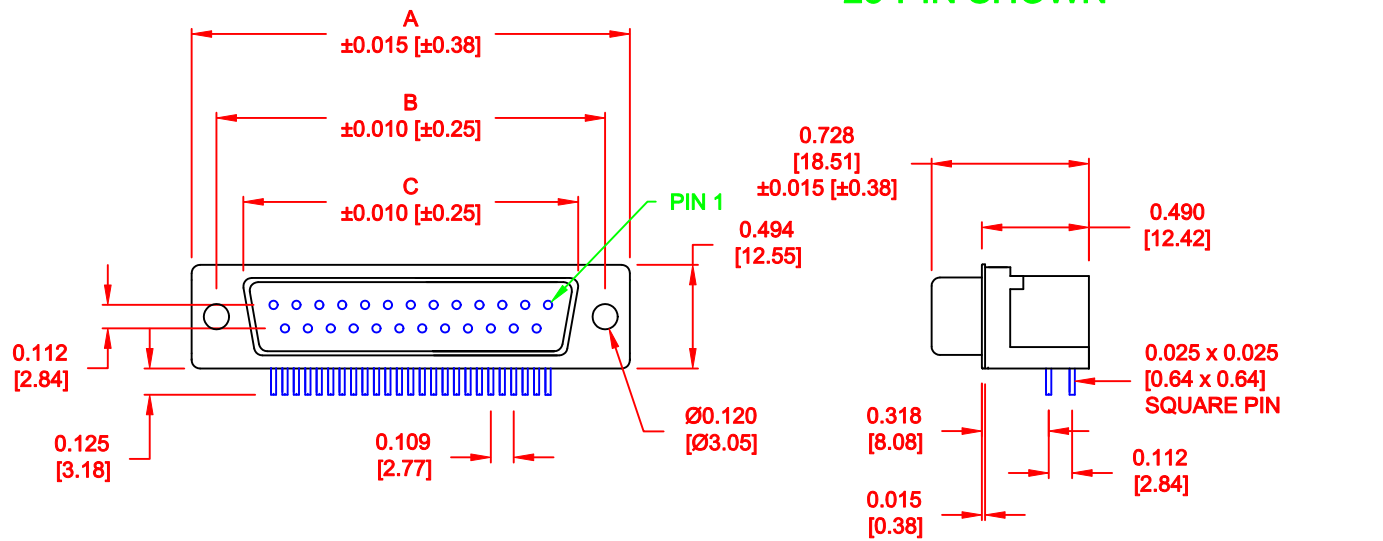 A
±0.015 [±0.38]
B
±0.010 [±0.25]
C
±0.010 [±0.25]
PIN 1
0.494
[12.55]
0.112
[2.84]
0.125
[3.18]
0.109
[2.77]
Ø0.120
[Ø3.05]
0.728
[18.51]
±0.015 [±0.38]
0.490
[12.42]
0.025 x 0.025
[0.64 x 0.64]
SQUARE PIN
0.318
[8.08]
0.112
[2.84]
0.015
[0.38]